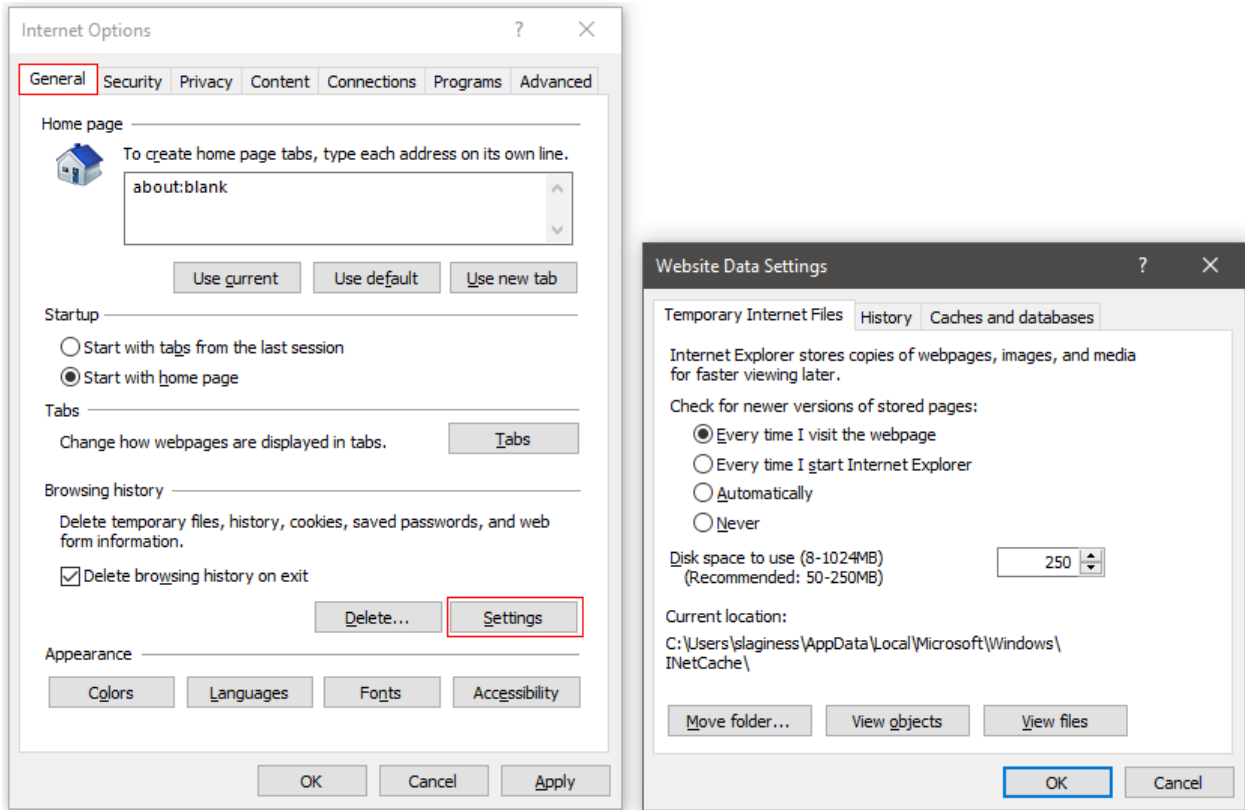 Internet Options ?
General Security Privacy Content Connections Programs Advanced
Home page
To create home page tabs, type each address on its own line.
about:blank
Use current Use default Use new tab
Startup
Start with tabs from the last session
Start with home page
Tabs
Change how webpages are displayed in tabs. Tabs
Browsing history
Delete temporary files, history, cookies, saved passwords, and web
form information.
Delete browsing history on exit
Delete... Settings
Appearance
Colors Languages Fonts Accessibility
OK Cancel Apply
Website Data Settings ?
Temporary Internet Files History Caches and databases
Internet Explorer stores copies of webpages, images, and media
for faster viewing later.
Check for newer versions of stored pages:
Every time I visit the webpage
Every time I start Internet Explorer
Automatically
Never
Disk space to use (8-1024MB) 250
(Recommended: 50-250MB)
Current location:
C:\Users\slaginess\AppData\Local\Microsoft\Windows\
INetCache\
Move folder... View objects View files
OK Cancel